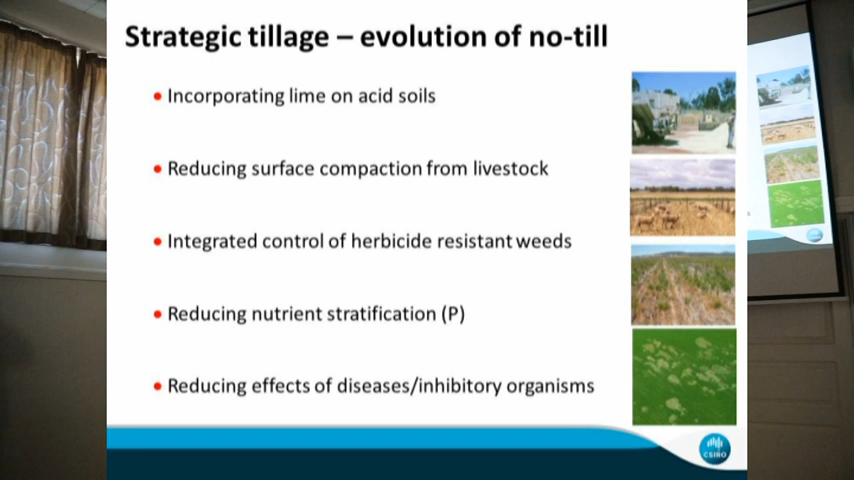 Strategic tillage – evolution of no-till
Incorporating lime on acid soils
Reducing surface compaction from livestock
Integrated control of herbicide resistant weeds
Reducing nutrient stratification (P)
Reducing effects of diseases/inhibitory organisms
CSIRO